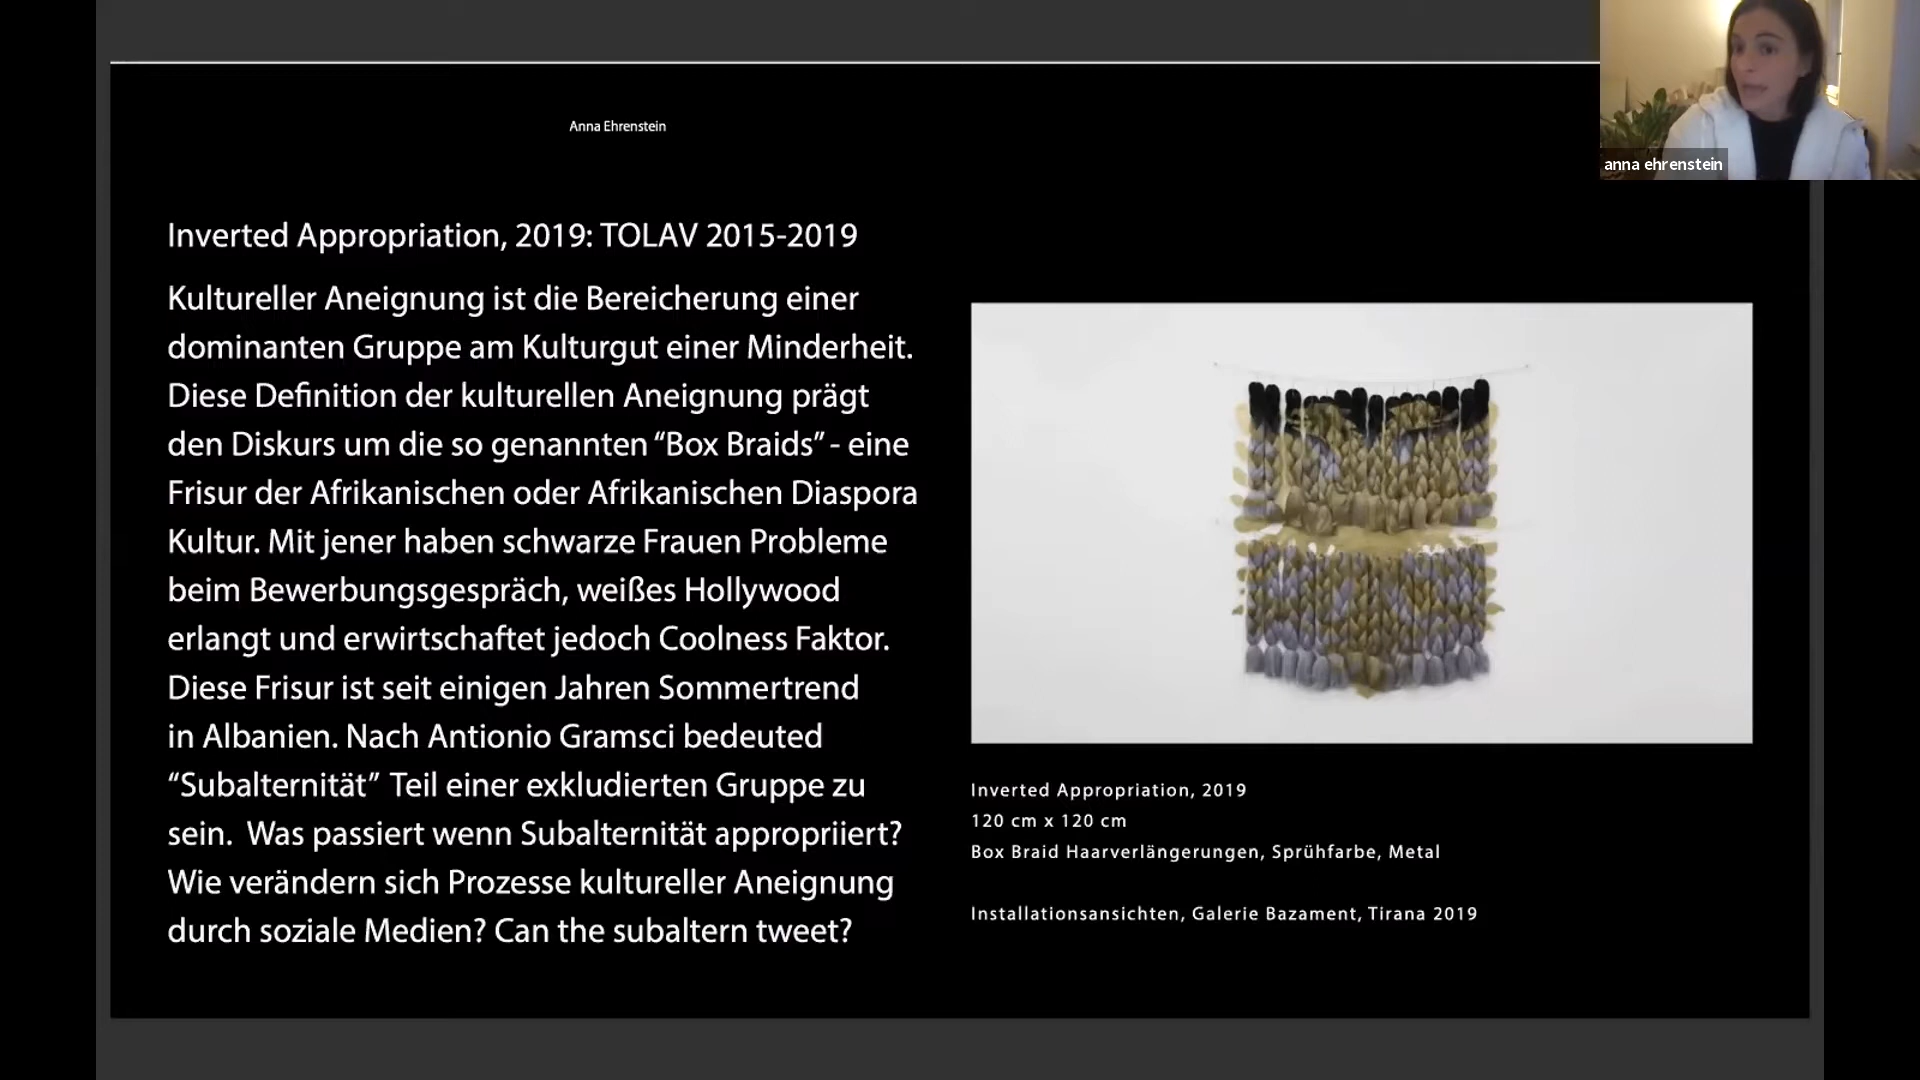 Anna Ehrenstein
anna ehrenstein
Inverted Appropriation, 2019: TOLAV 2015-2019
Kultureller Aneignung ist die Bereicherung einer
dominanten Gruppe am Kulturgut einer Minderheit.
Diese Definition der kulturellen Aneignung prägt
den Diskurs um die so genannten “Box Braids” - eine
Frisur der Afrikanischen oder Afrikanischen Diaspora
Kultur. Mit jener haben schwarze Frauen Probleme
beim Bewerbungsgespräch, weißes Hollywood
erlangt und erwirtschaftet jedoch Coolness Faktor.
Diese Frisur ist seit einigen Jahren Sommertrend
in Albanien. Nach Antionio Gramsci bedeuted
“Subalternität” Teil einer exkludierten Gruppe zu
sein. Was passiert wenn Subalternität appropriiert?
Wie verändern sich Prozesse kultureller Aneignung
durch soziale Medien? Can the subaltern tweet?
Inverted Appropriation, 2019
120 cm x 120 cm
Box Braid Haarverlängerungen, Sprühfarbe, Metal
Installationsansichten, Galerie Bazament, Tirana 2019